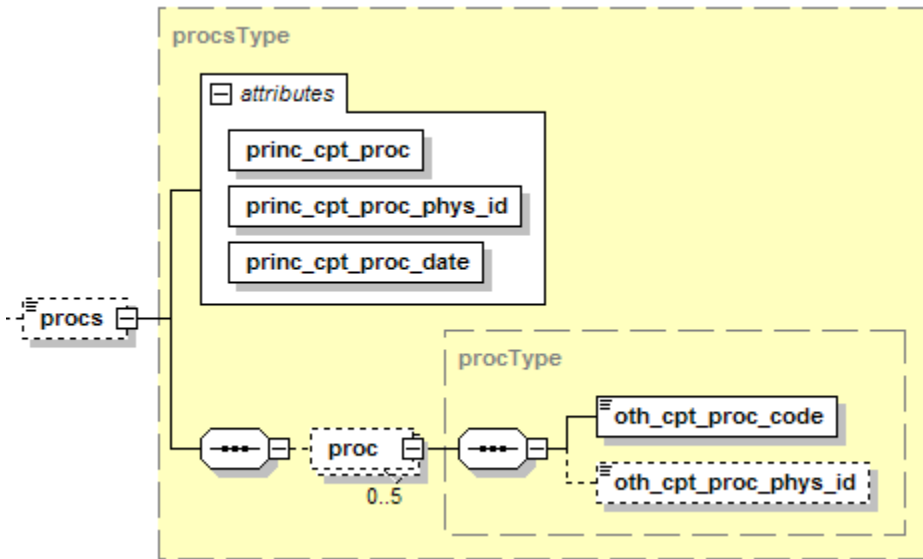 procsType
attributes
princ_cpt_proc
princ_cpt_proc_phys_id
princ_cpt_proc_date
procs
procType
oth_cpt_proc_code
proc
oth_cpt_proc_phys_id
0..5